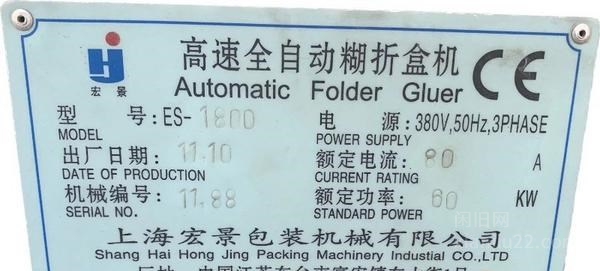 宏景
高速全自动糊折盒机 CE
Automatic Folder Gluer
型 号:ES-1800
MODEL
电 源:380V,50Hz,3PHASE
POWER SUPPLY
出厂日期:11.10
DATE OF PRODUCTION
额定电流:80 A
CURRENT RATING
机械编号:11.88
SERIAL NO.
额定功率:60 KW
STANDARD POWER
上海宏景包装机械有限公司
Shang Hai Hong Jing Packing Machinery Industial CO.,LTD